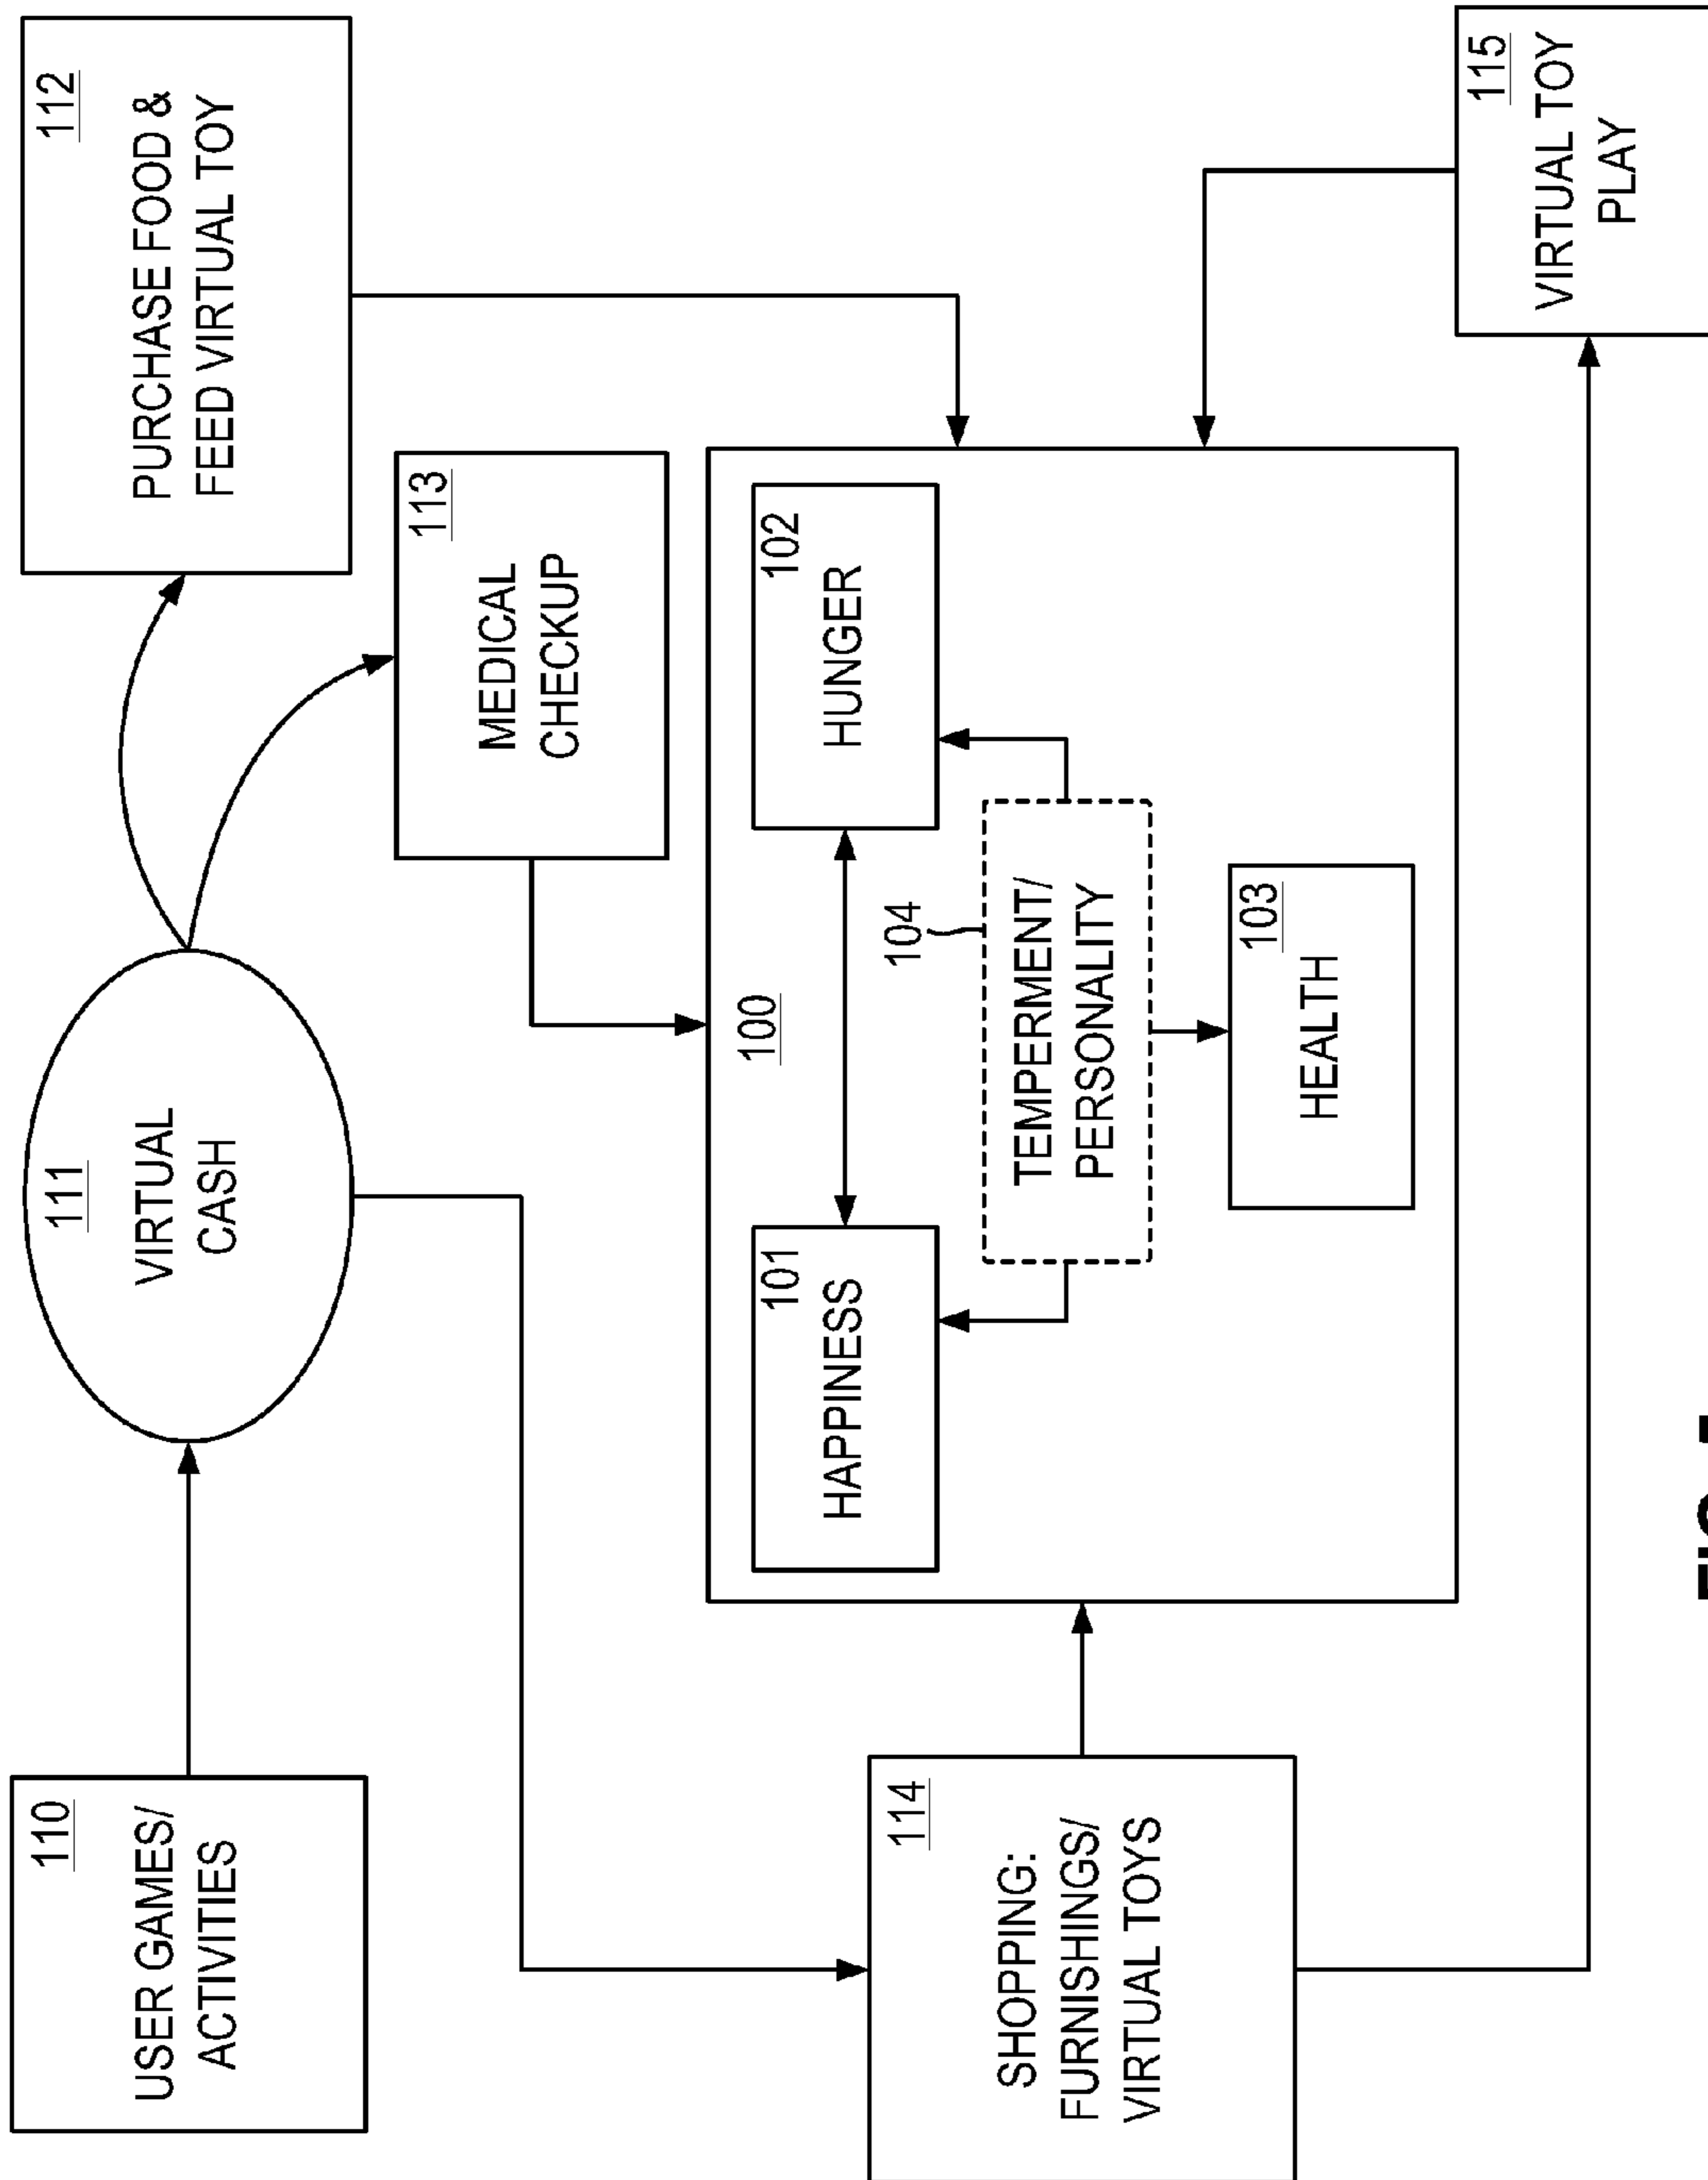 110
USER GAMES/
ACTIVITIES
111
VIRTUAL
CASH
112
PURCHASE FOOD &
FEED VIRTUAL TOY
113
MEDICAL
CHECKUP
100
101
HAPPINESS
102
HUNGER
104
TEMPERMENT/
PERSONALITY
103
HEALTH
114
SHOPPING:
FURNISHINGS/
VIRTUAL TOYS
115
VIRTUAL TOY
PLAY